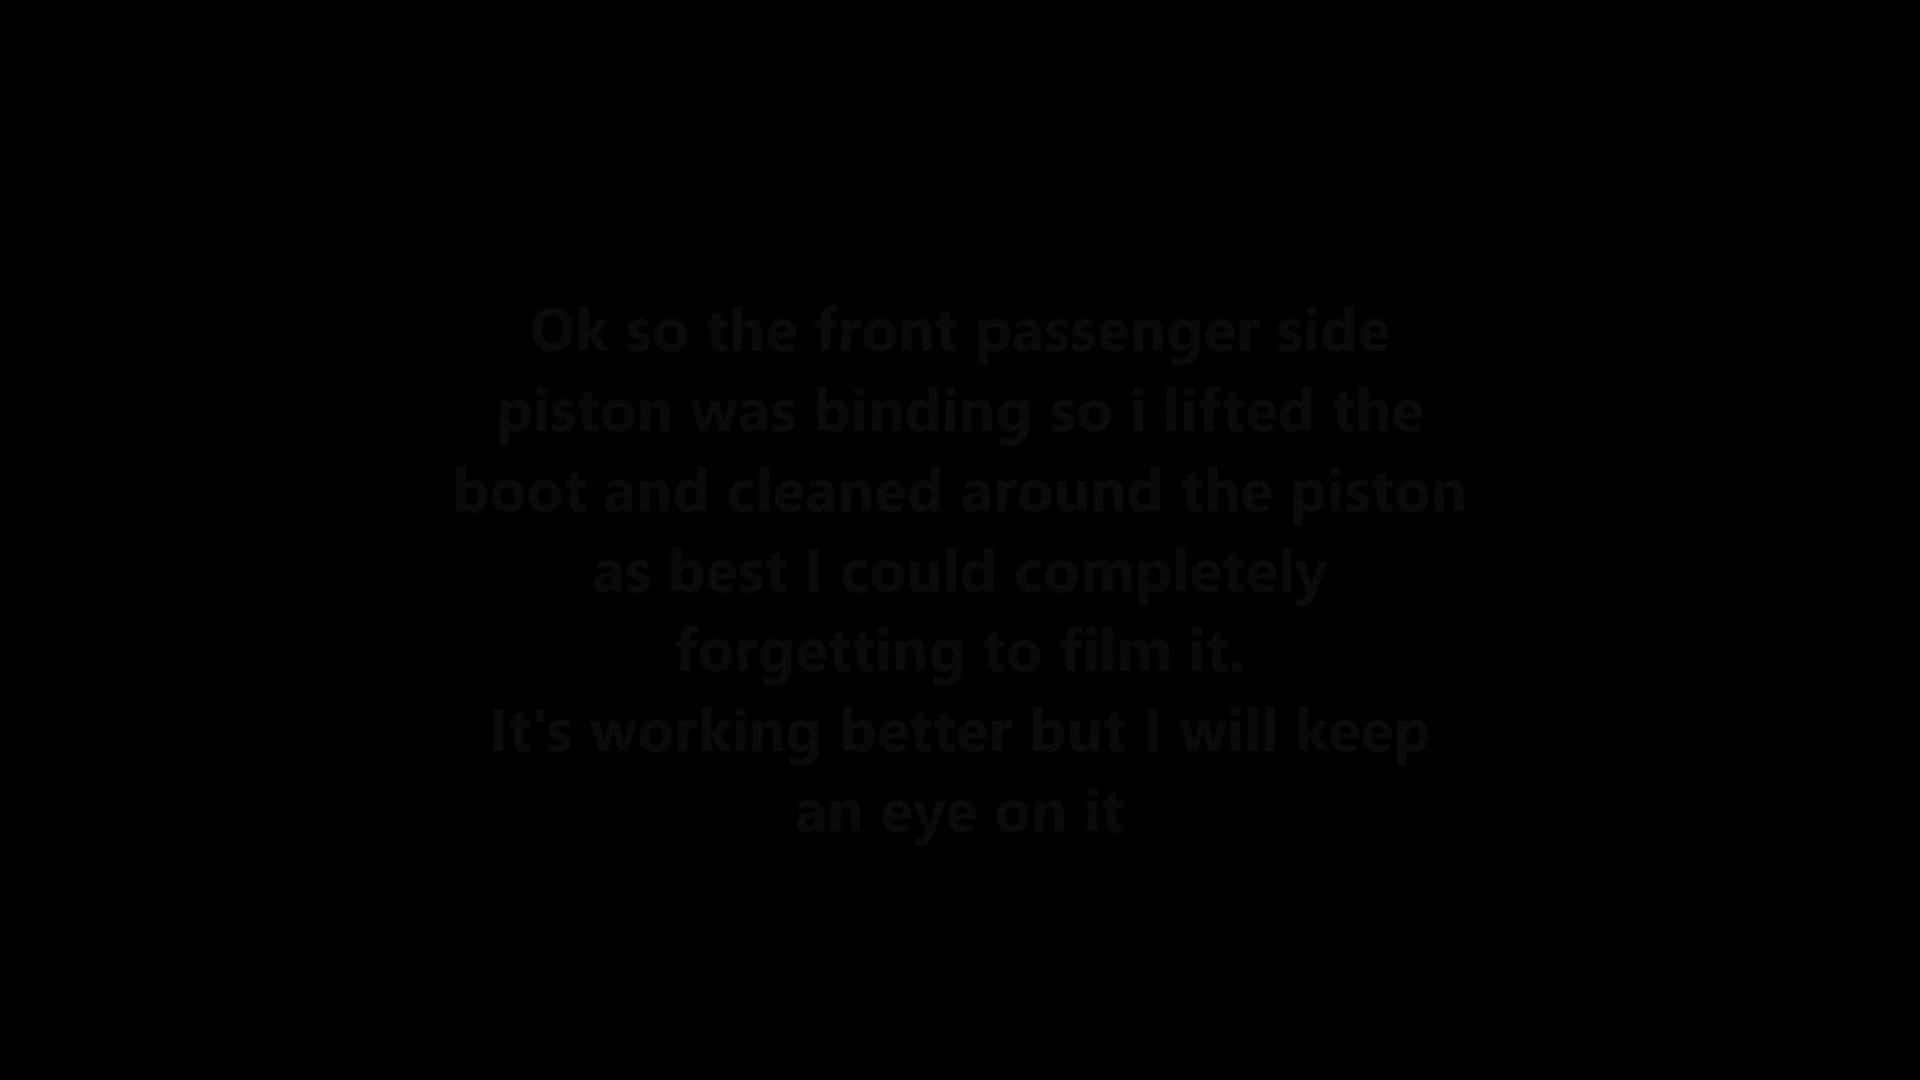 Ok so the front passenger side
piston was binding so i lifted the
boot and cleaned around the piston
as best I could completely
forgetting to film it.
It's working better but I will keep
an eye on it